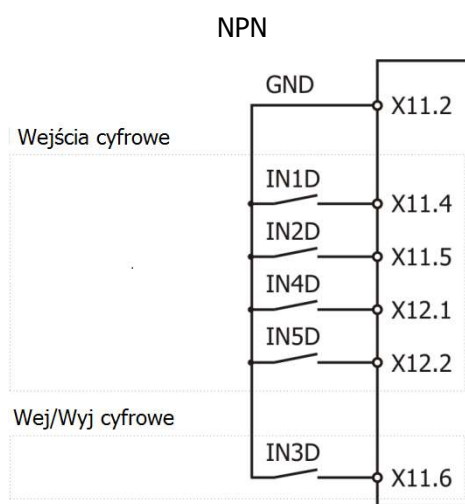 NPN
GND
X11.2
Wejścia cyfrowe
IN1D
X11.4
IN2D
X11.5
IN4D
X12.1
IN5D
X12.2
Wej/Wyj cyfrowe
IN3D
X11.6